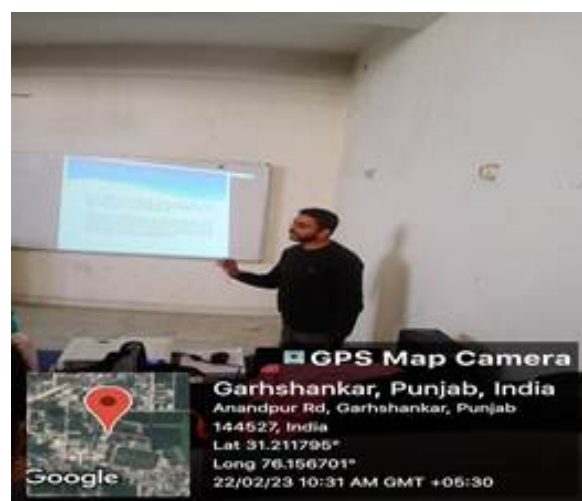 GPS Map Camera
Garhshankar, Punjab, India
Anandpur Rd, Garhshankar, Punjab
144527, India
Lat 31.211795°
Long 76.156701°
22/02/23 10:31 AM GMT +05:30
Google